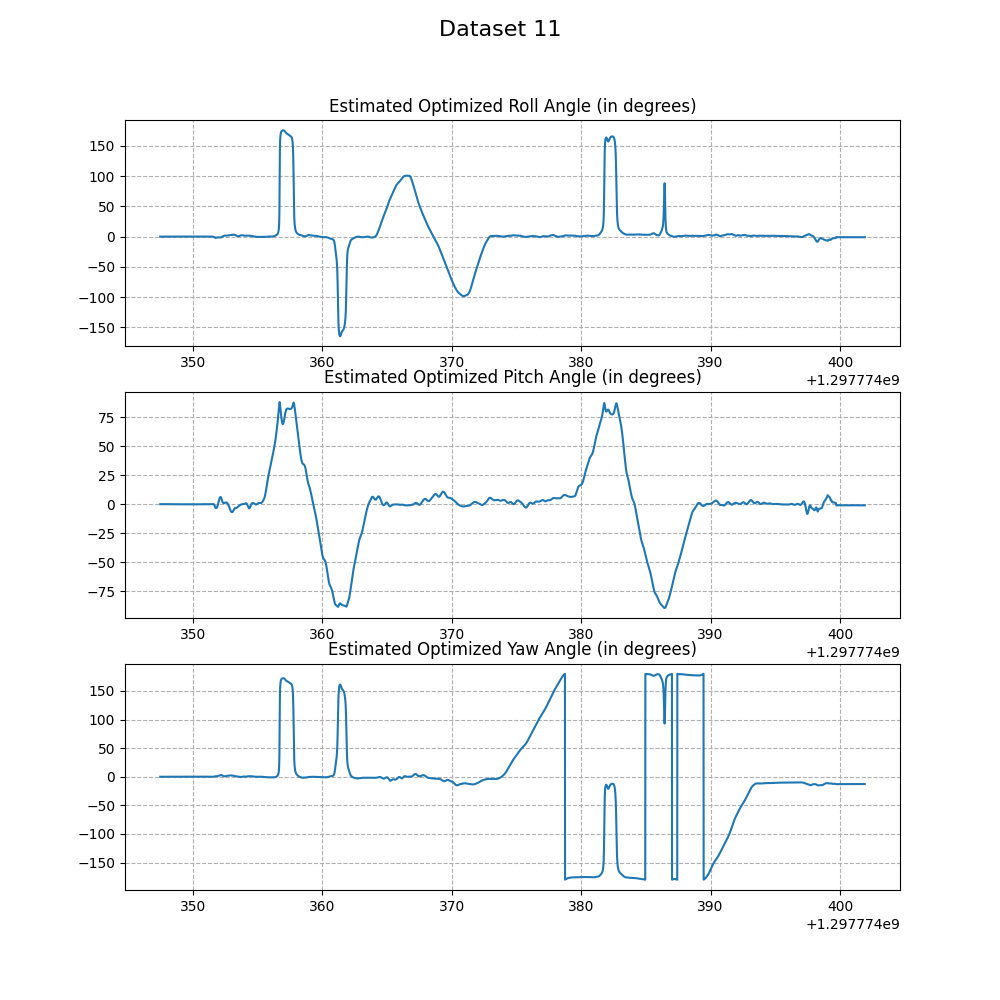 Dataset 11
Estimated Optimized Roll Angle (in degrees)
150
100
50
0
−50
−100
−150
350 360 370 380 390 400
+1.297774e9
Estimated Optimized Pitch Angle (in degrees)
75
50
25
0
−25
−50
−75
350 360 370 380 390 400
+1.297774e9
Estimated Optimized Yaw Angle (in degrees)
150
100
50
0
−50
−100
−150
350 360 370 380 390 400
+1.297774e9